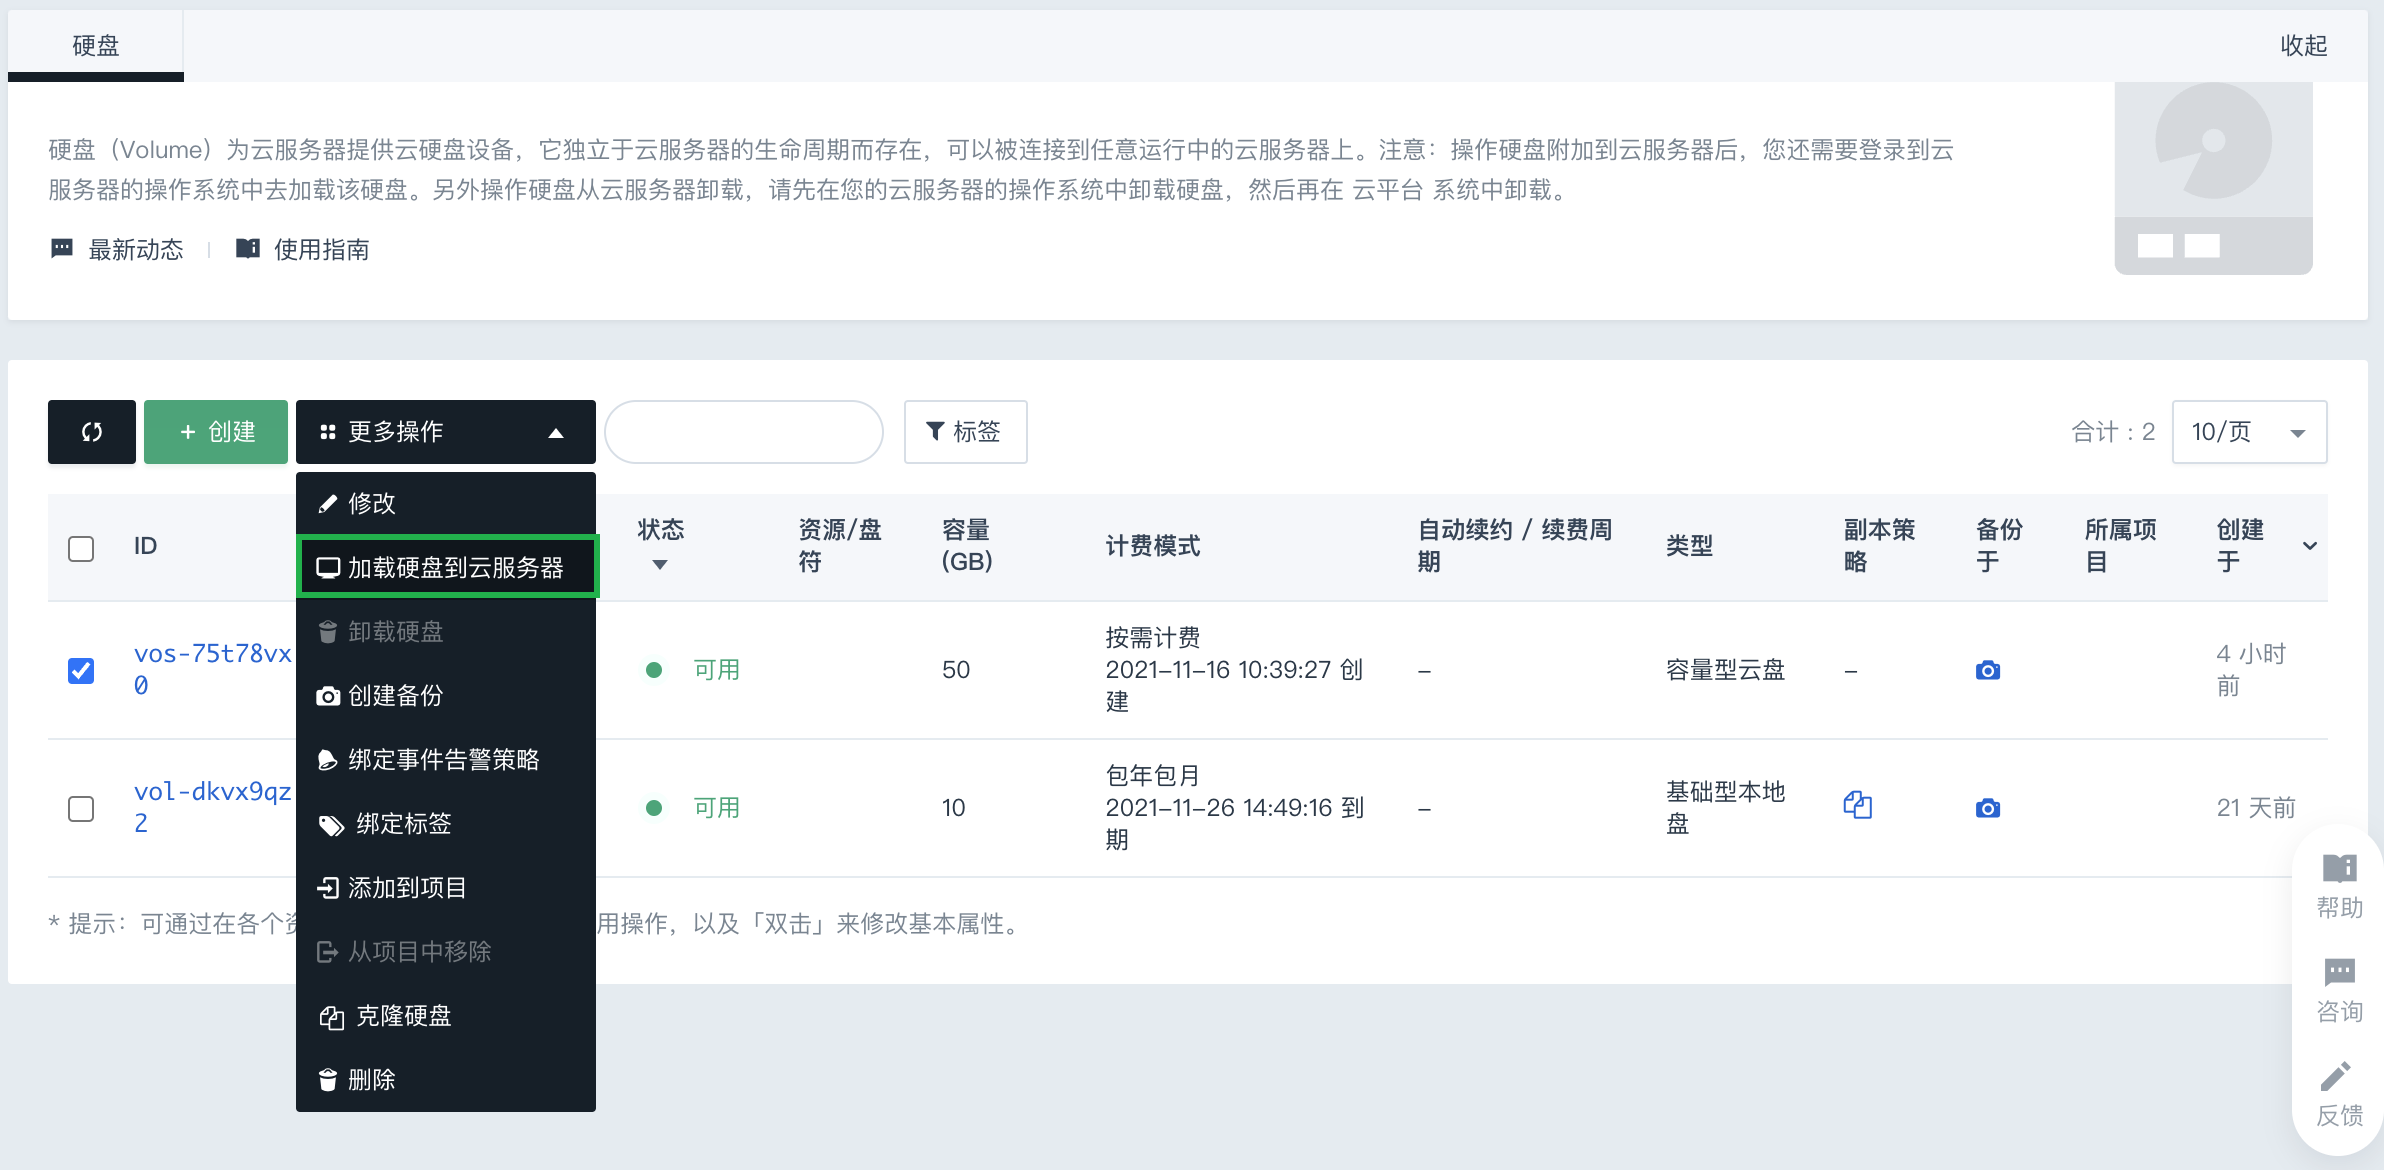 硬盘
收起
硬盘（Volume）为云服务器提供云硬盘设备，它独立于云服务器的生命周期而存在，可以被连接到任意运行中的云服务器上。注意：操作硬盘附加到云服务器后，您还需要登录到云
服务器的操作系统中去加载该硬盘。另外操作硬盘从云服务器卸载，请先在您的云服务器的操作系统中卸载硬盘，然后再在 云平台 系统中卸载。
最新动态
使用指南
+ 创建
更多操作
标签
合计：2
10/页
修改
加载硬盘到云服务器
卸载硬盘
创建备份
绑定事件告警策略
绑定标签
添加到项目
从项目中移除
克隆硬盘
删除
ID
状态
资源/盘
符
容量
(GB)
计费模式
自动续约 / 续费周
期
类型
副本策
略
备份
于
所属项
目
创建
于
vos-75t78vx
0
可用
50
按需计费
2021-11-16 10:39:27 创
建
–
容量型云盘
–
4 小时
前
vol-dkvx9qz
2
可用
10
包年包月
2021-11-26 14:49:16 到
期
–
基础型本地
盘
21 天前
* 提示：可通过在各个
用操作，以及「双击」来修改基本属性。
帮助
咨询
反馈